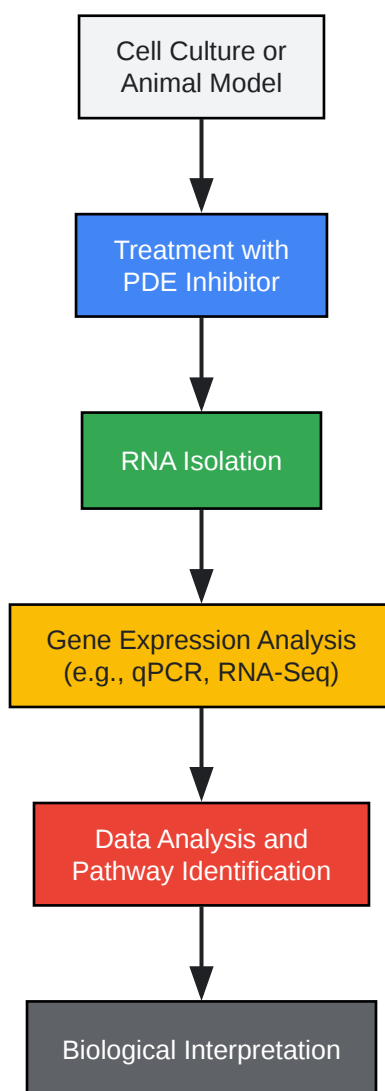 Cell Culture or
Animal Model
Treatment with
PDE Inhibitor
RNA Isolation
Gene Expression Analysis
(e.g., qPCR, RNA-Seq)
Data Analysis and
Pathway Identification
Biological Interpretation